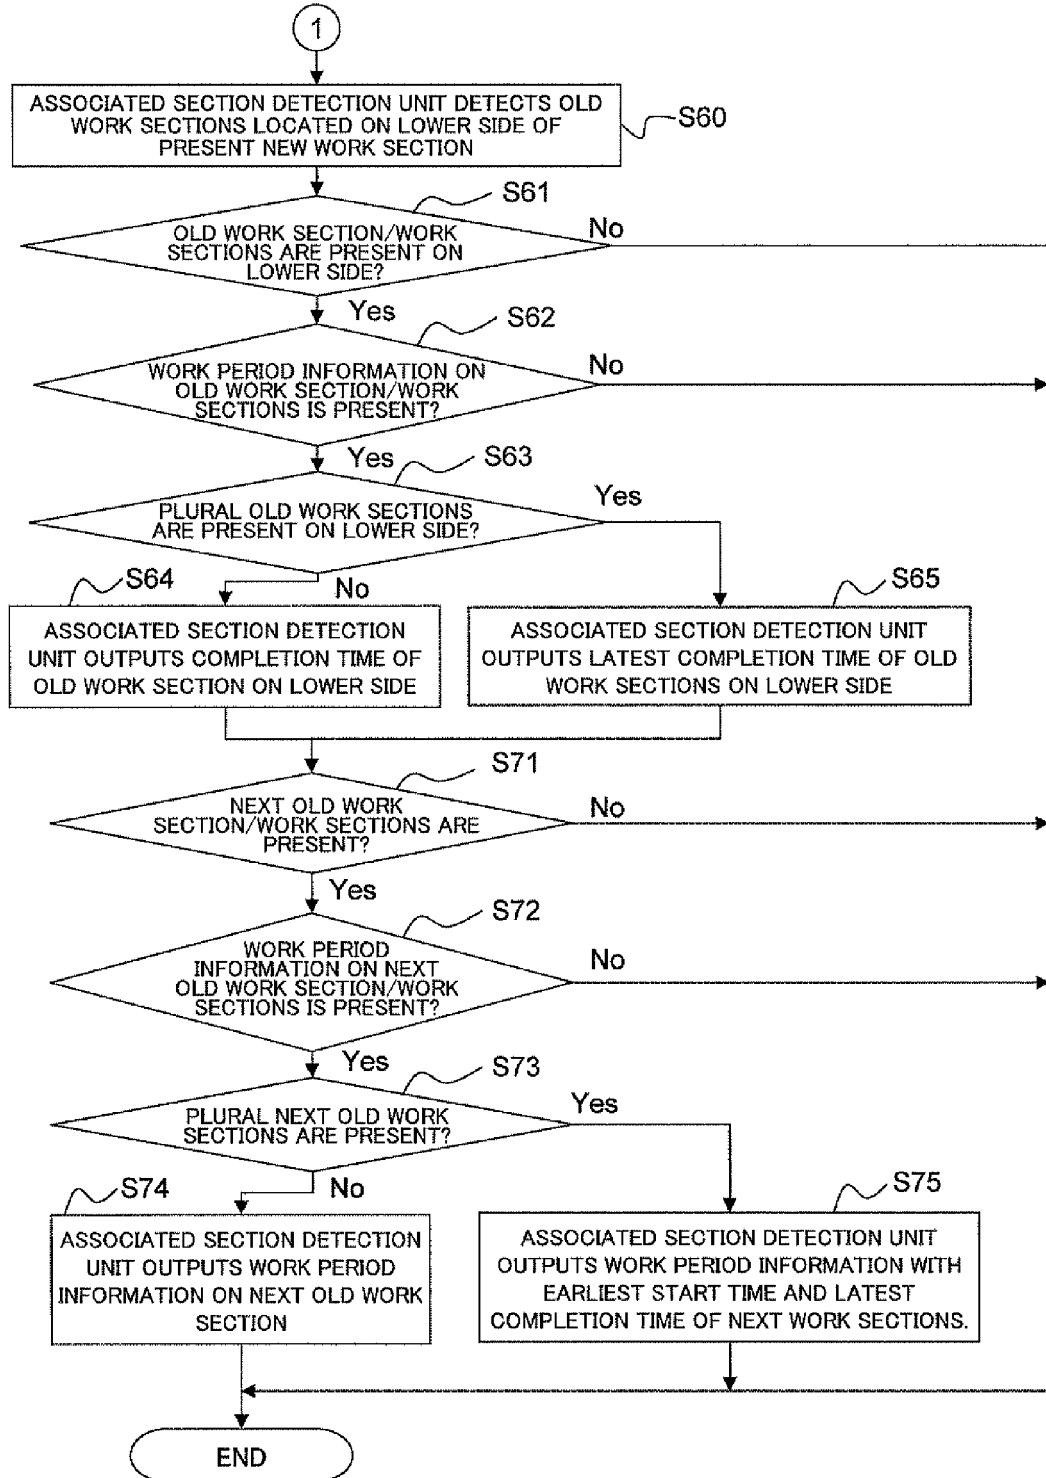 1
ASSOCIATED SECTION DETECTION UNIT DETECTS OLD
WORK SECTIONS LOCATED ON LOWER SIDE OF
PRESENT NEW WORK SECTION
S60
S61
OLD WORK SECTION/WORK
SECTIONS ARE PRESENT ON
LOWER SIDE?
No
Yes
S62
WORK PERIOD INFORMATION ON
OLD WORK SECTION/WORK
SECTIONS IS PRESENT?
No
Yes
S63
PLURAL OLD WORK SECTIONS
ARE PRESENT ON LOWER SIDE?
Yes
No
S64
ASSOCIATED SECTION DETECTION
UNIT OUTPUTS COMPLETION TIME OF
OLD WORK SECTION ON LOWER SIDE
S65
ASSOCIATED SECTION DETECTION UNIT
OUTPUTS LATEST COMPLETION TIME OF OLD
WORK SECTIONS ON LOWER SIDE
S71
NEXT OLD WORK
SECTION/WORK SECTIONS ARE
PRESENT?
No
Yes
S72
WORK PERIOD
INFORMATION ON NEXT
OLD WORK SECTION/WORK
SECTIONS IS PRESENT?
No
Yes
S73
PLURAL NEXT OLD WORK
SECTIONS ARE PRESENT?
Yes
No
S74
ASSOCIATED SECTION DETECTION
UNIT OUTPUTS WORK PERIOD
INFORMATION ON NEXT OLD WORK
SECTION
S75
ASSOCIATED SECTION DETECTION UNIT
OUTPUTS WORK PERIOD INFORMATION WITH
EARLIEST START TIME AND LATEST
COMPLETION TIME OF NEXT WORK SECTIONS.
END